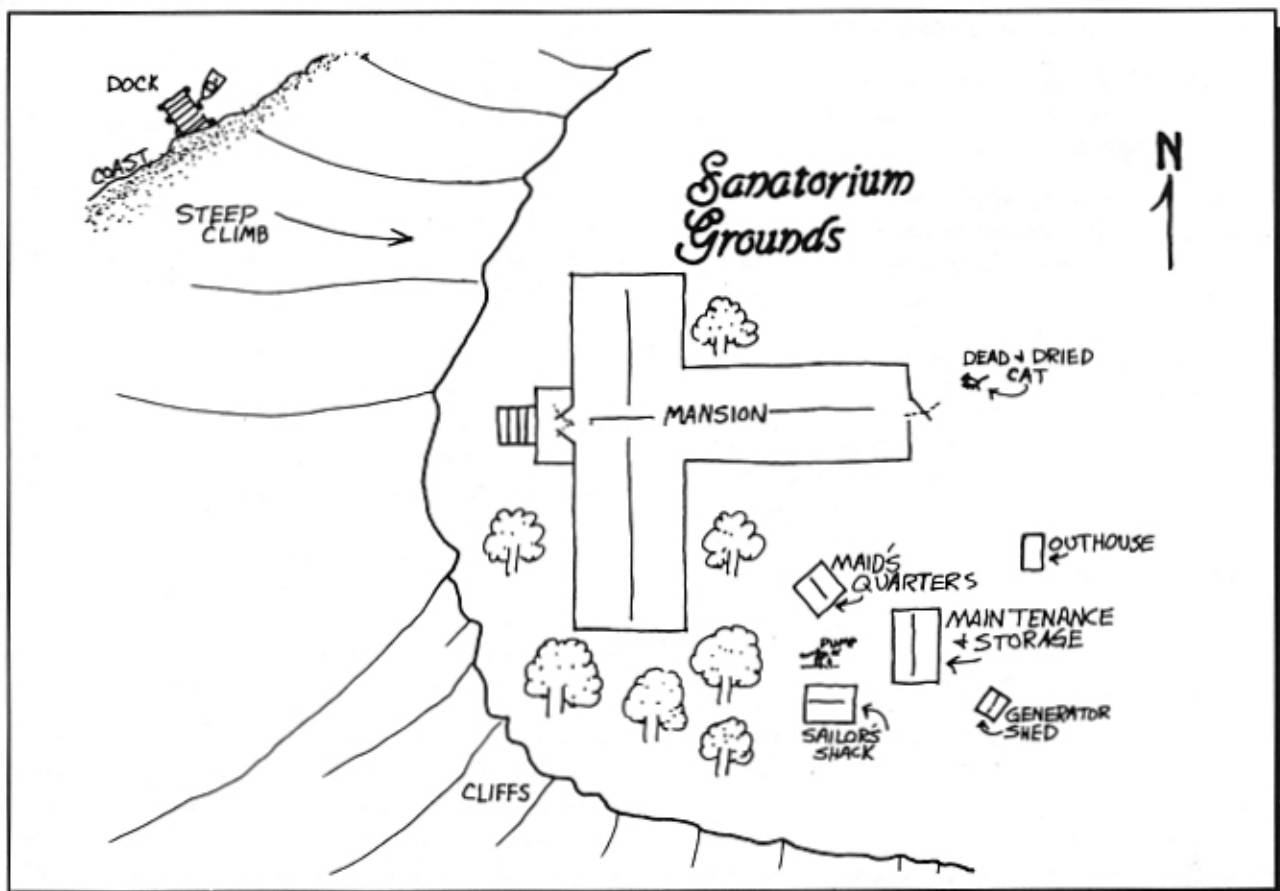 DOCK
COAST
STEEP
CLIMB
Sanatorium
Grounds
N
MANSION
DEAD & DRIED
CAT
OUTHOUSE
MAID'S
QUARTERS
MAINTENANCE
& STORAGE
PUMP
GENERATOR
SHED
SAILORS'
SHACK
CLIFFS